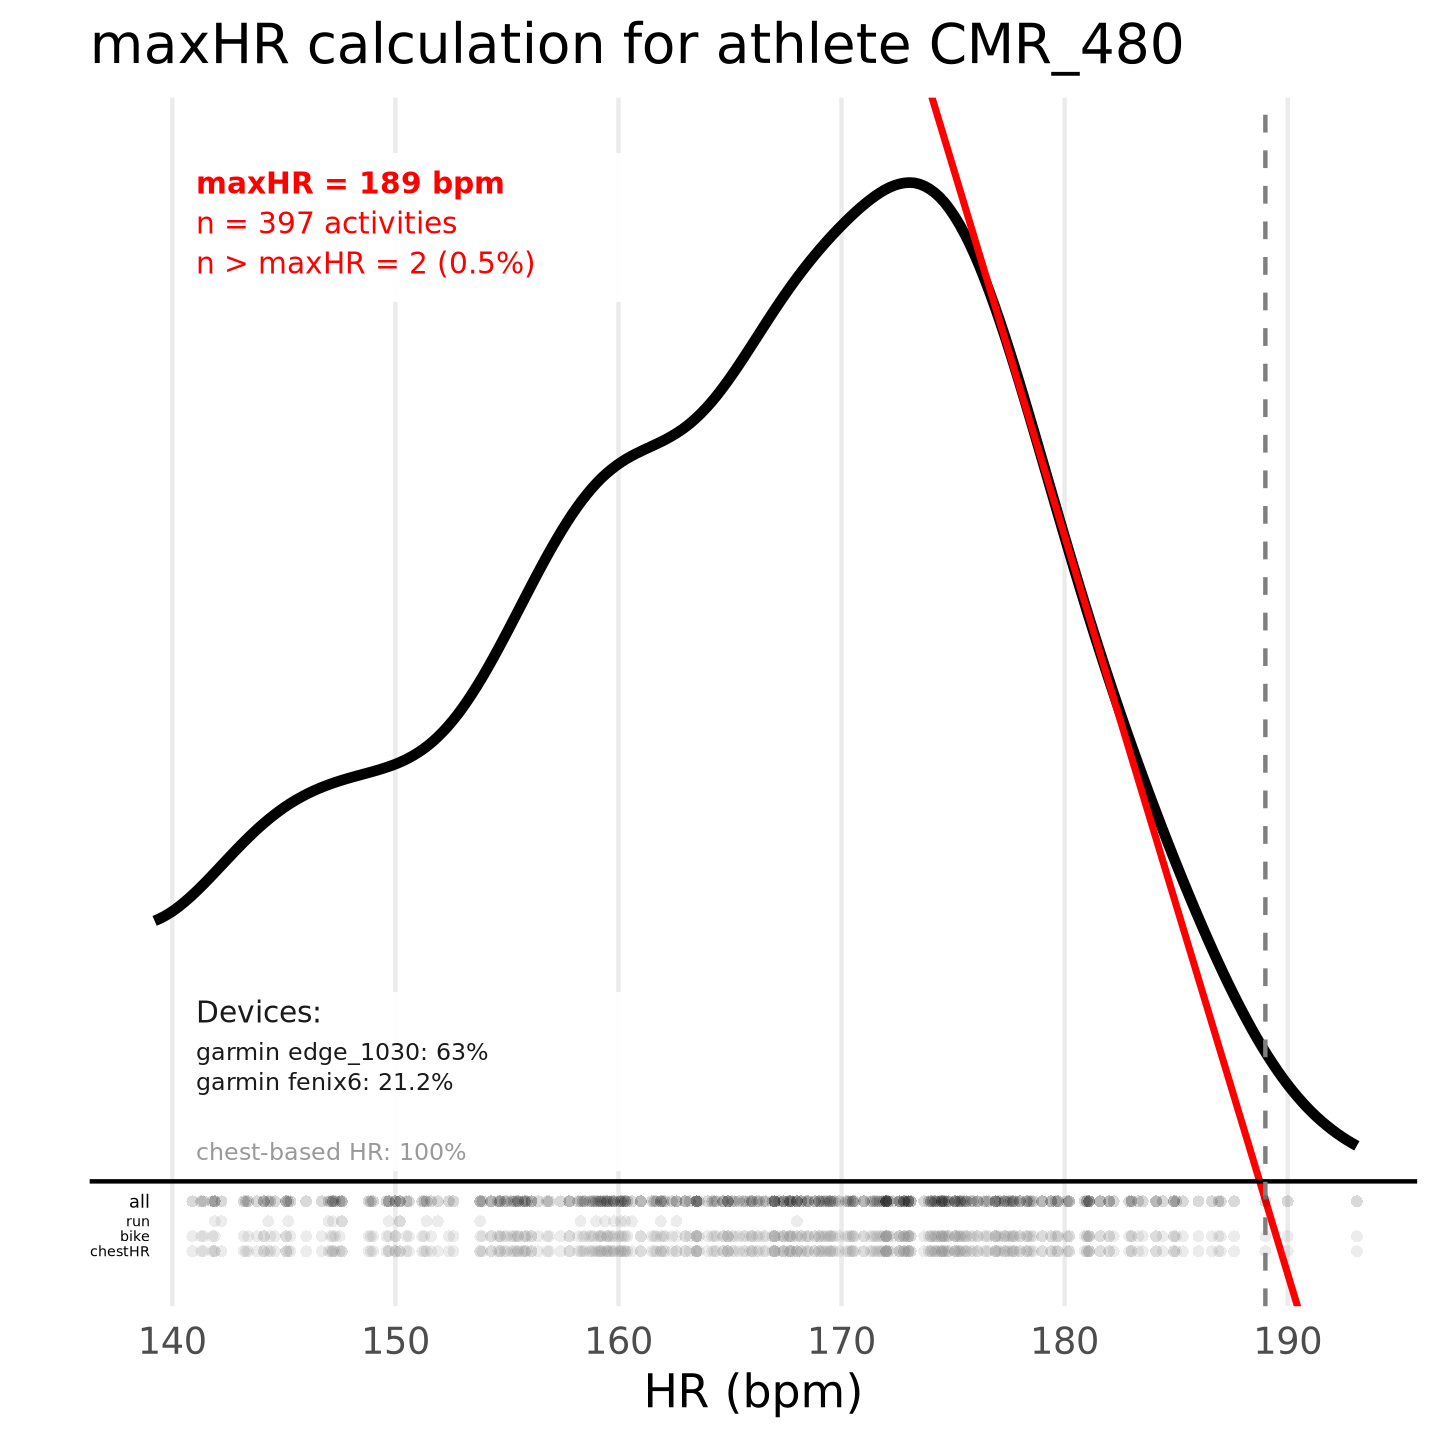 maxHR calculation for athlete CMR_480
maxHR = 189 bpm
n = 397 activities
n > maxHR = 2 (0.5%)
Devices:
garmin edge_1030: 63%
garmin fenix6: 21.2%
chest-based HR: 100%
all
run
bike
chestHR
140 150 160 170 180 190
HR (bpm)